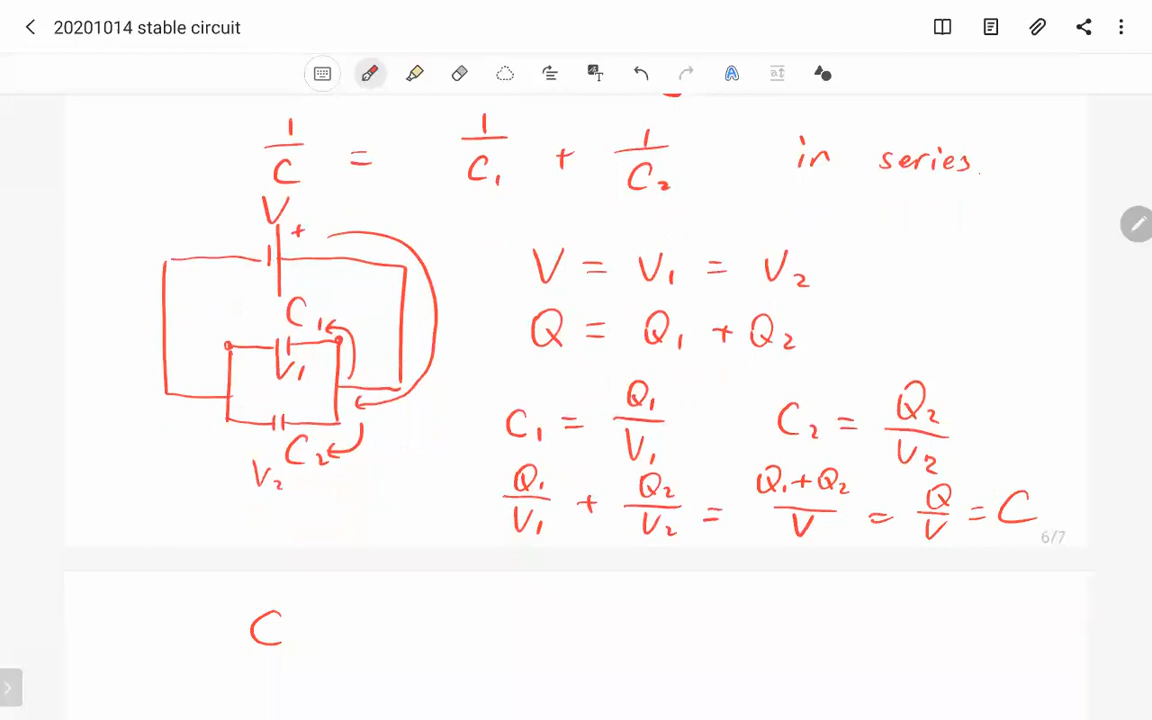 20201014 stable circuit
1/C = 1/C₁ + 1/C₂ in series.
V
+
C₁
V₁
C₂
V₂
V = V₁ = V₂
Q = Q₁ + Q₂
C₁ = Q₁/V₁ C₂ = Q₂/V₂
Q₁/V₁ + Q₂/V₂ = Q₁+Q₂/V = Q/V = C
6/7
C